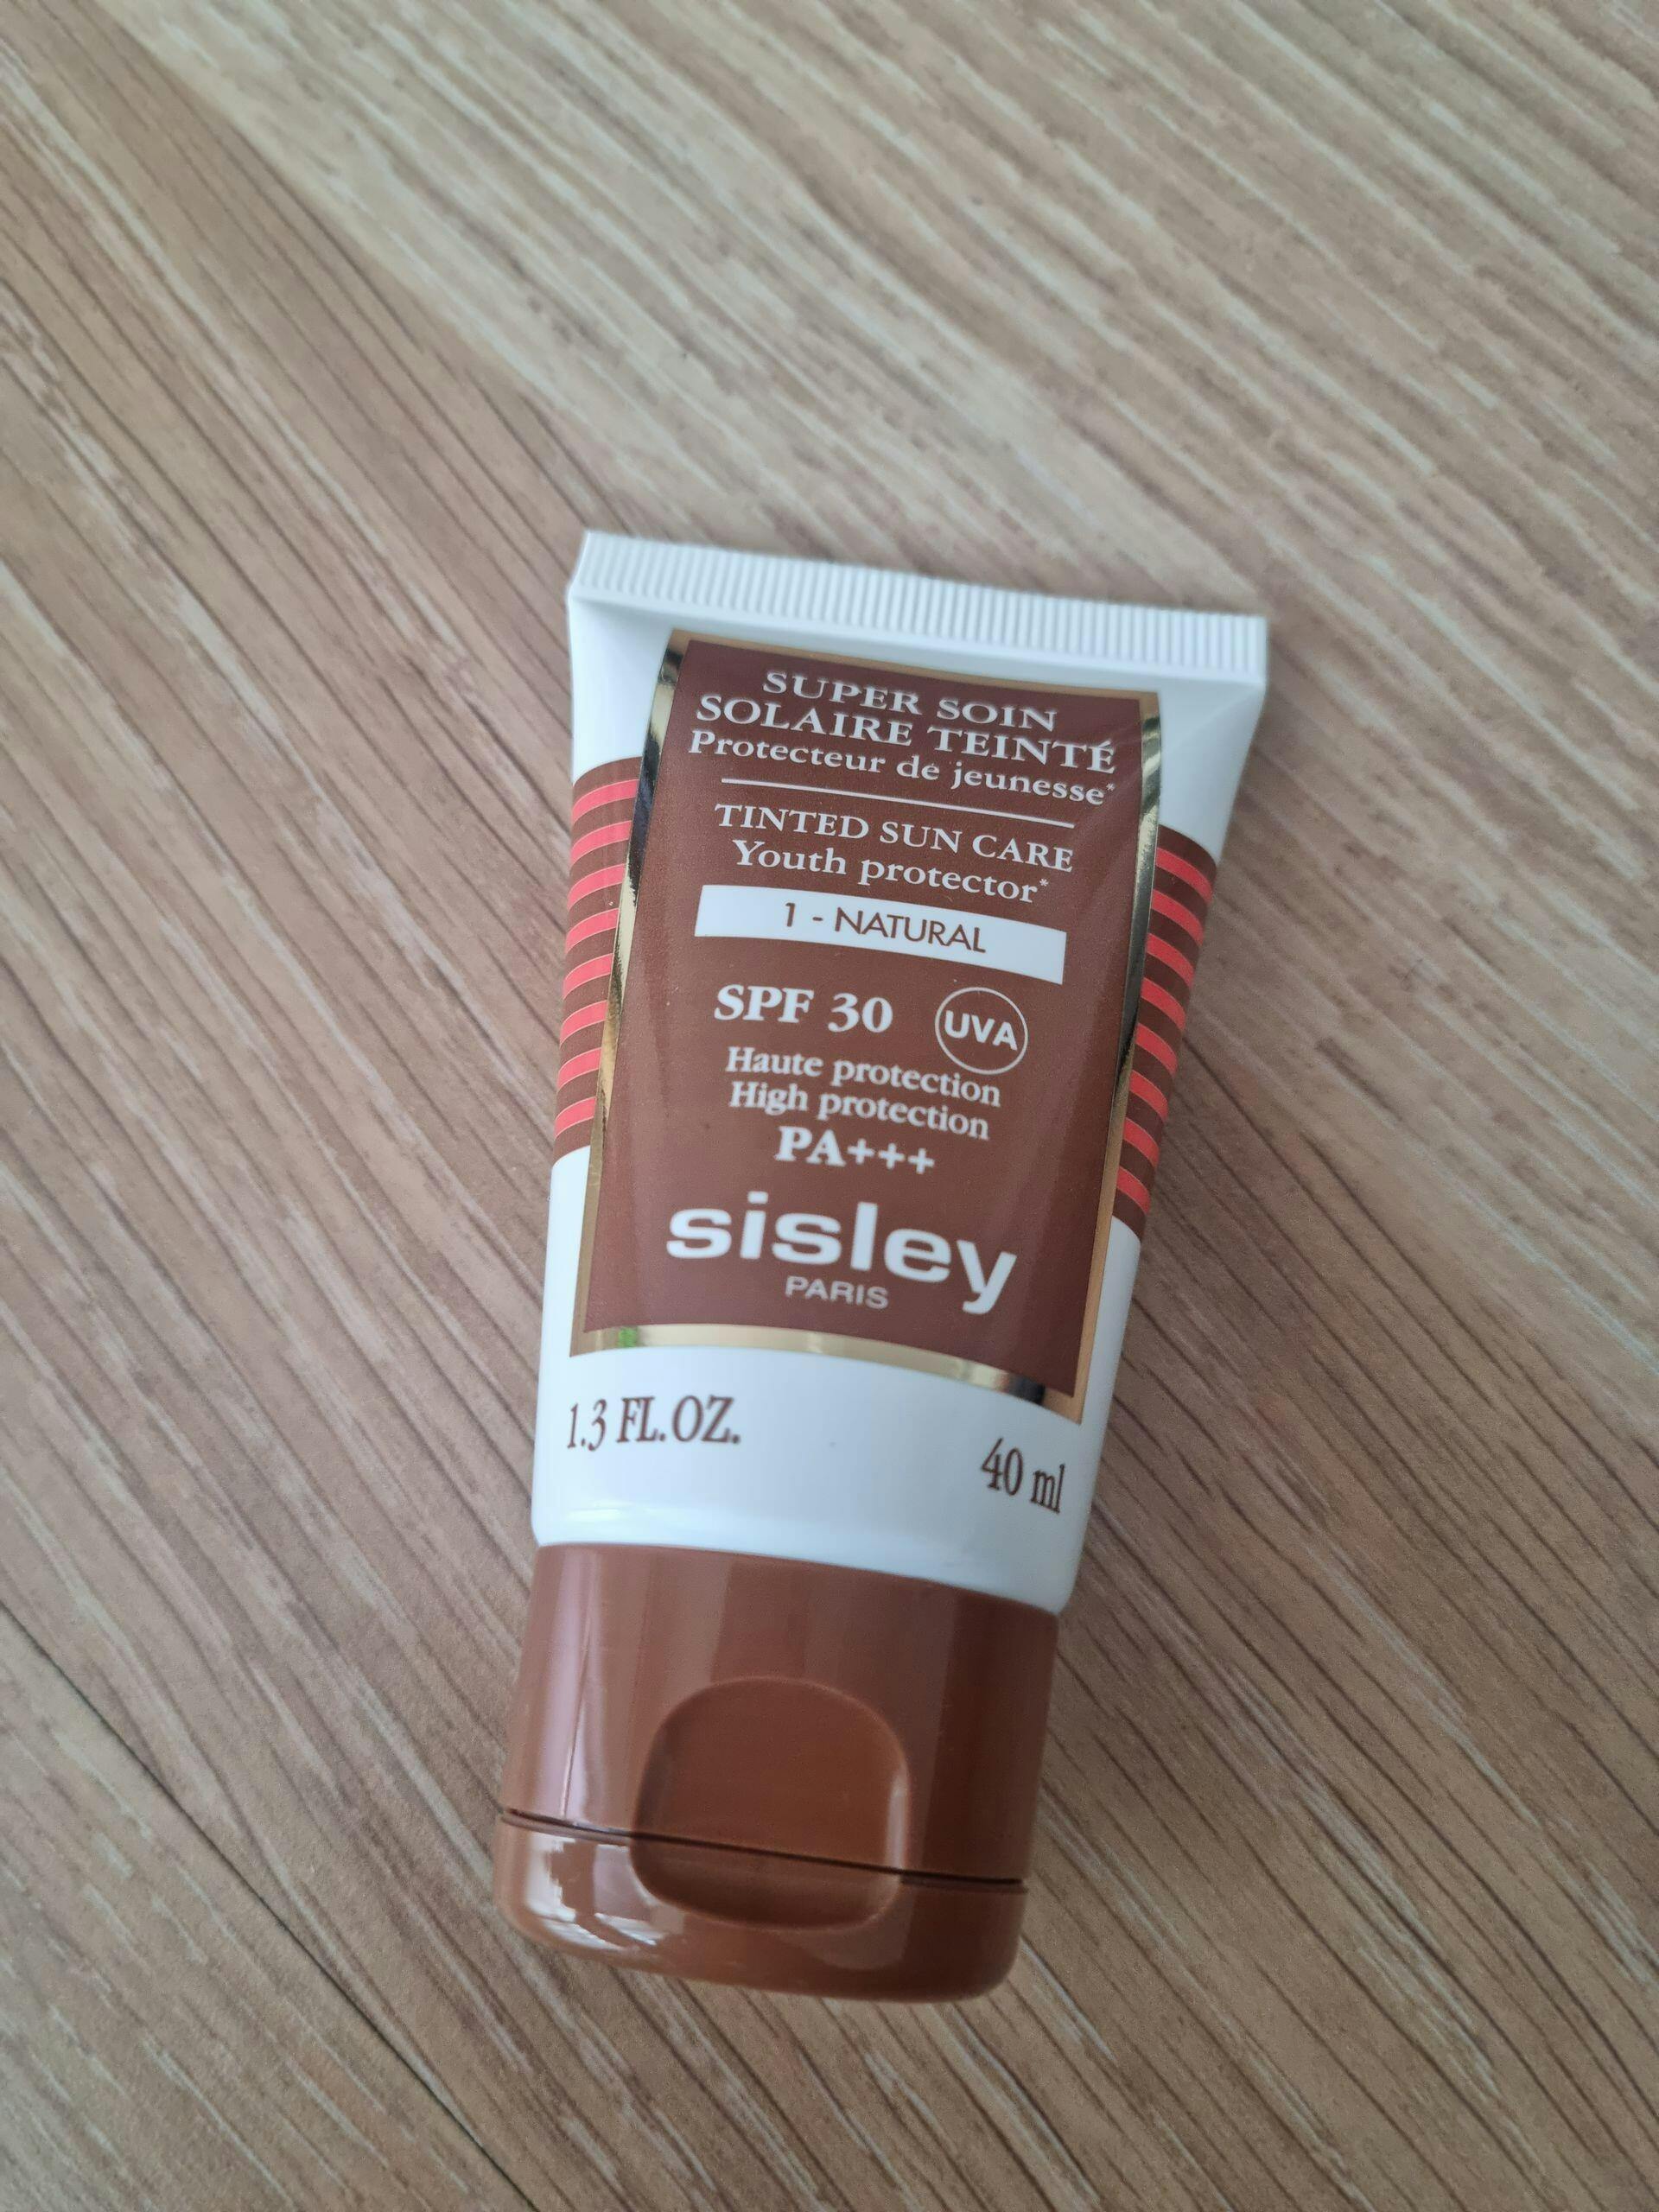 SUPER SOIN
SOLAIRE TEINTÉ
Protecteur de jeunesse*
TINTED SUN CARE
Youth protector*
1 - NATURAL
SPF 30 UVA
Haute protection
High protection
PA+++
sisley
PARIS
1.3 FL.OZ. 40 ml